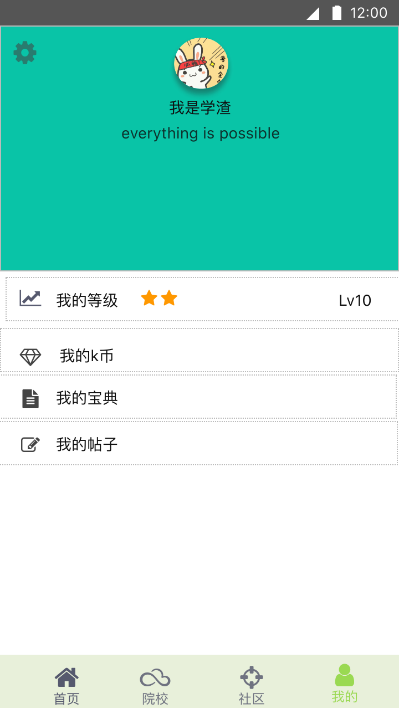 12:00
我是学渣
everything is possible
我的等级 Lv10
我的k币
我的宝典
我的帖子
首页 院校 社区 我的